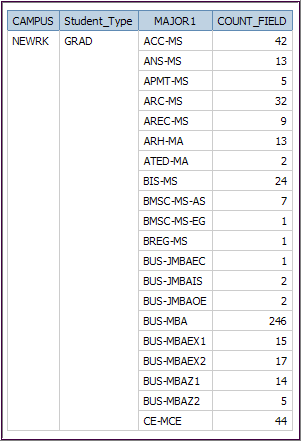 CAMPUS Student_Type MAJOR1 COUNT_FIELD
NEWRK GRAD ACC-MS 42
ANS-MS 13
APMT-MS 5
ARC-MS 32
AREC-MS 9
ARH-MA 13
ATED-MA 2
BIS-MS 24
BMSC-MS-AS 7
BMSC-MS-EG 1
BREG-MS 1
BUS-JMBAEC 1
BUS-JMBAIS 2
BUS-JMBAOE 2
BUS-MBA 246
BUS-MBAEX1 15
BUS-MBAEX2 17
BUS-MBAZ1 14
BUS-MBAZ2 5
CE-MCE 44